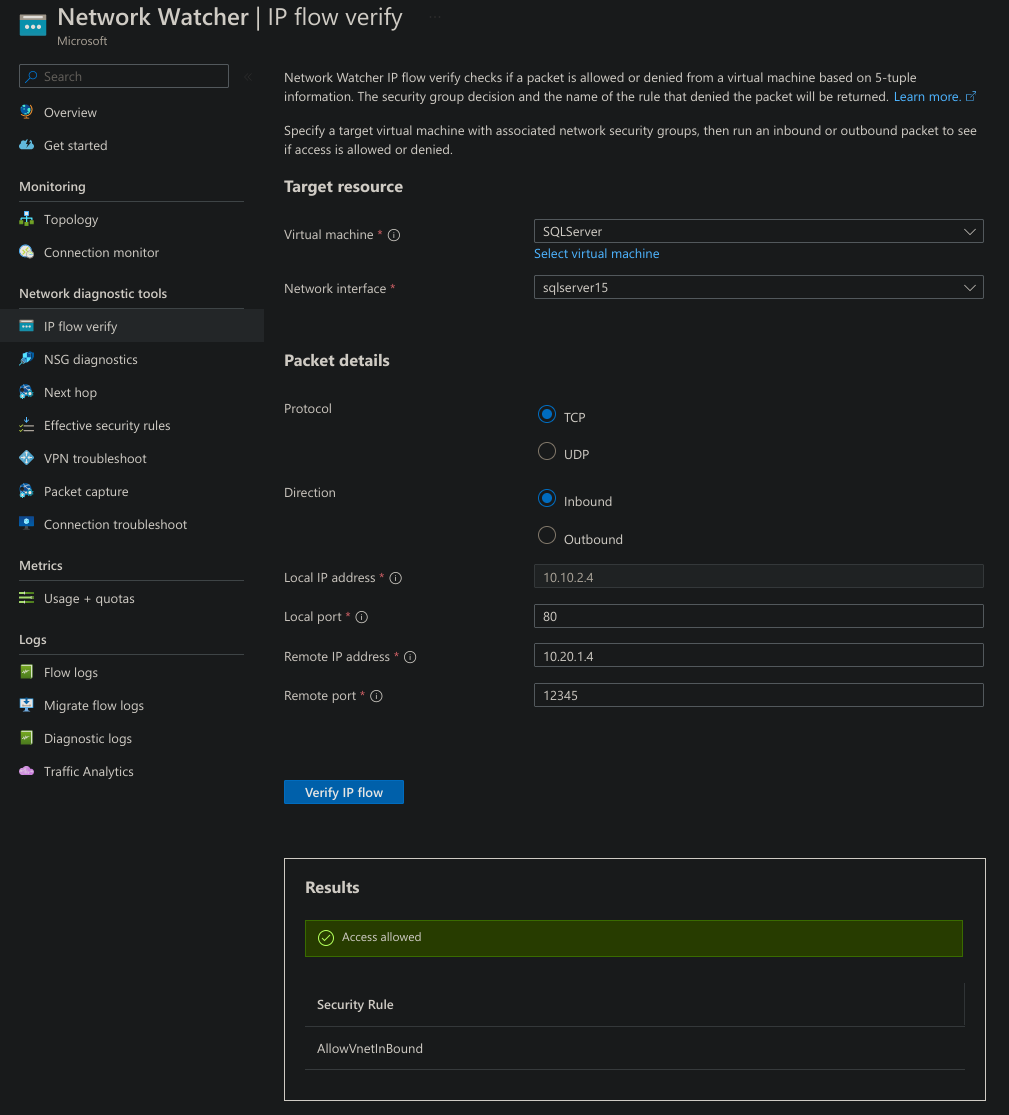 Network Watcher | IP flow verify ...
Microsoft
Search
Overview
Get started
Monitoring
Topology
Connection monitor
Network diagnostic tools
IP flow verify
NSG diagnostics
Next hop
Effective security rules
VPN troubleshoot
Packet capture
Connection troubleshoot
Metrics
Usage + quotas
Logs
Flow logs
Migrate flow logs
Diagnostic logs
Traffic Analytics
Network Watcher IP flow verify checks if a packet is allowed or denied from a virtual machine based on 5-tuple
information. The security group decision and the name of the rule that denied the packet will be returned. Learn more.
Specify a target virtual machine with associated network security groups, then run an inbound or outbound packet to see
if access is allowed or denied.
Target resource
Virtual machine * SQLServer
Select virtual machine
Network interface * sqlserver15
Packet details
Protocol TCP
UDP
Direction Inbound
Outbound
Local IP address * 10.10.2.4
Local port * 80
Remote IP address * 10.20.1.4
Remote port * 12345
Verify IP flow
Results
Access allowed
Security Rule
AllowVnetInBound